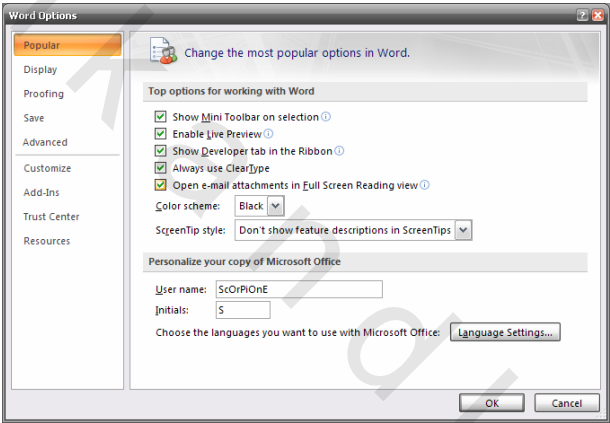 Word Options
Popular
Display
Proofing
Save
Advanced
Customize
Add-Ins
Trust Center
Resources
Change the most popular options in Word.
Top options for working with Word
Show Mini Toolbar on selection
Enable Live Preview
Show Developer tab in the Ribbon
Always use ClearType
Open e-mail attachments in Full Screen Reading view
Color scheme: Black
ScreenTip style: Don't show feature descriptions in ScreenTips
Personalize your copy of Microsoft Office
User name: ScOrPiOnE
Initials: S
Choose the languages you want to use with Microsoft Office: Language Settings...
OK Cancel